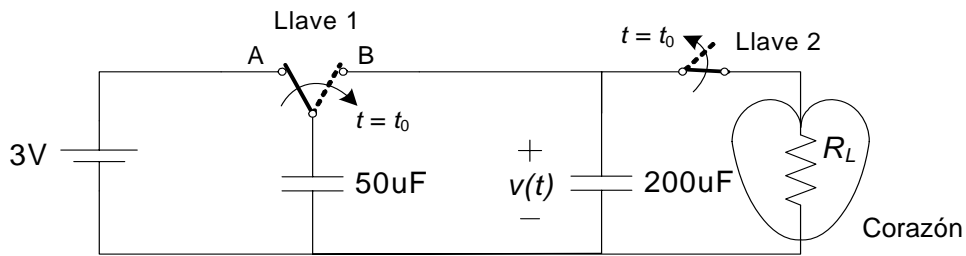 Llave 1
A
B
t = t0
Llave 2
t = t0
3V
50uF
+
v(t)
–
200uF
RL
Corazón